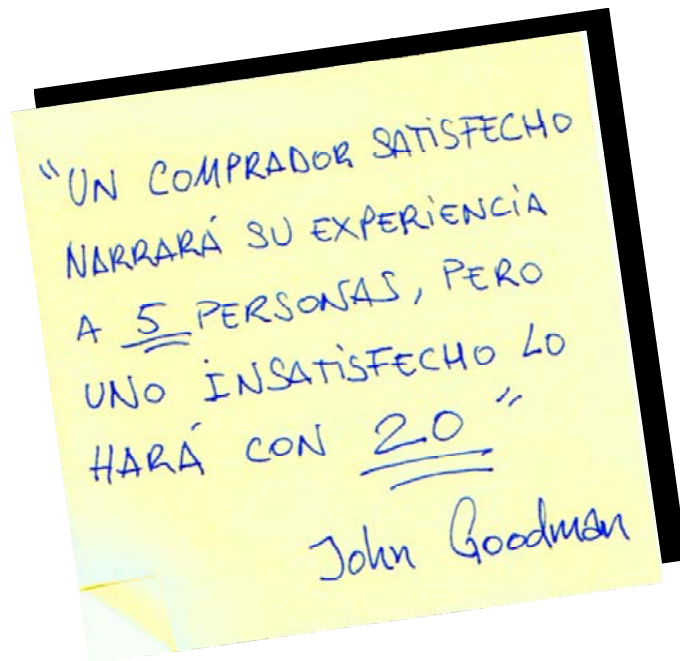 “UN COMPRADOR SATISFECHO
NARRARÁ SU EXPERIENCIA
A 5 PERSONAS, PERO
UNO INSATISFECHO LO
HARÁ CON 20”
John Goodman